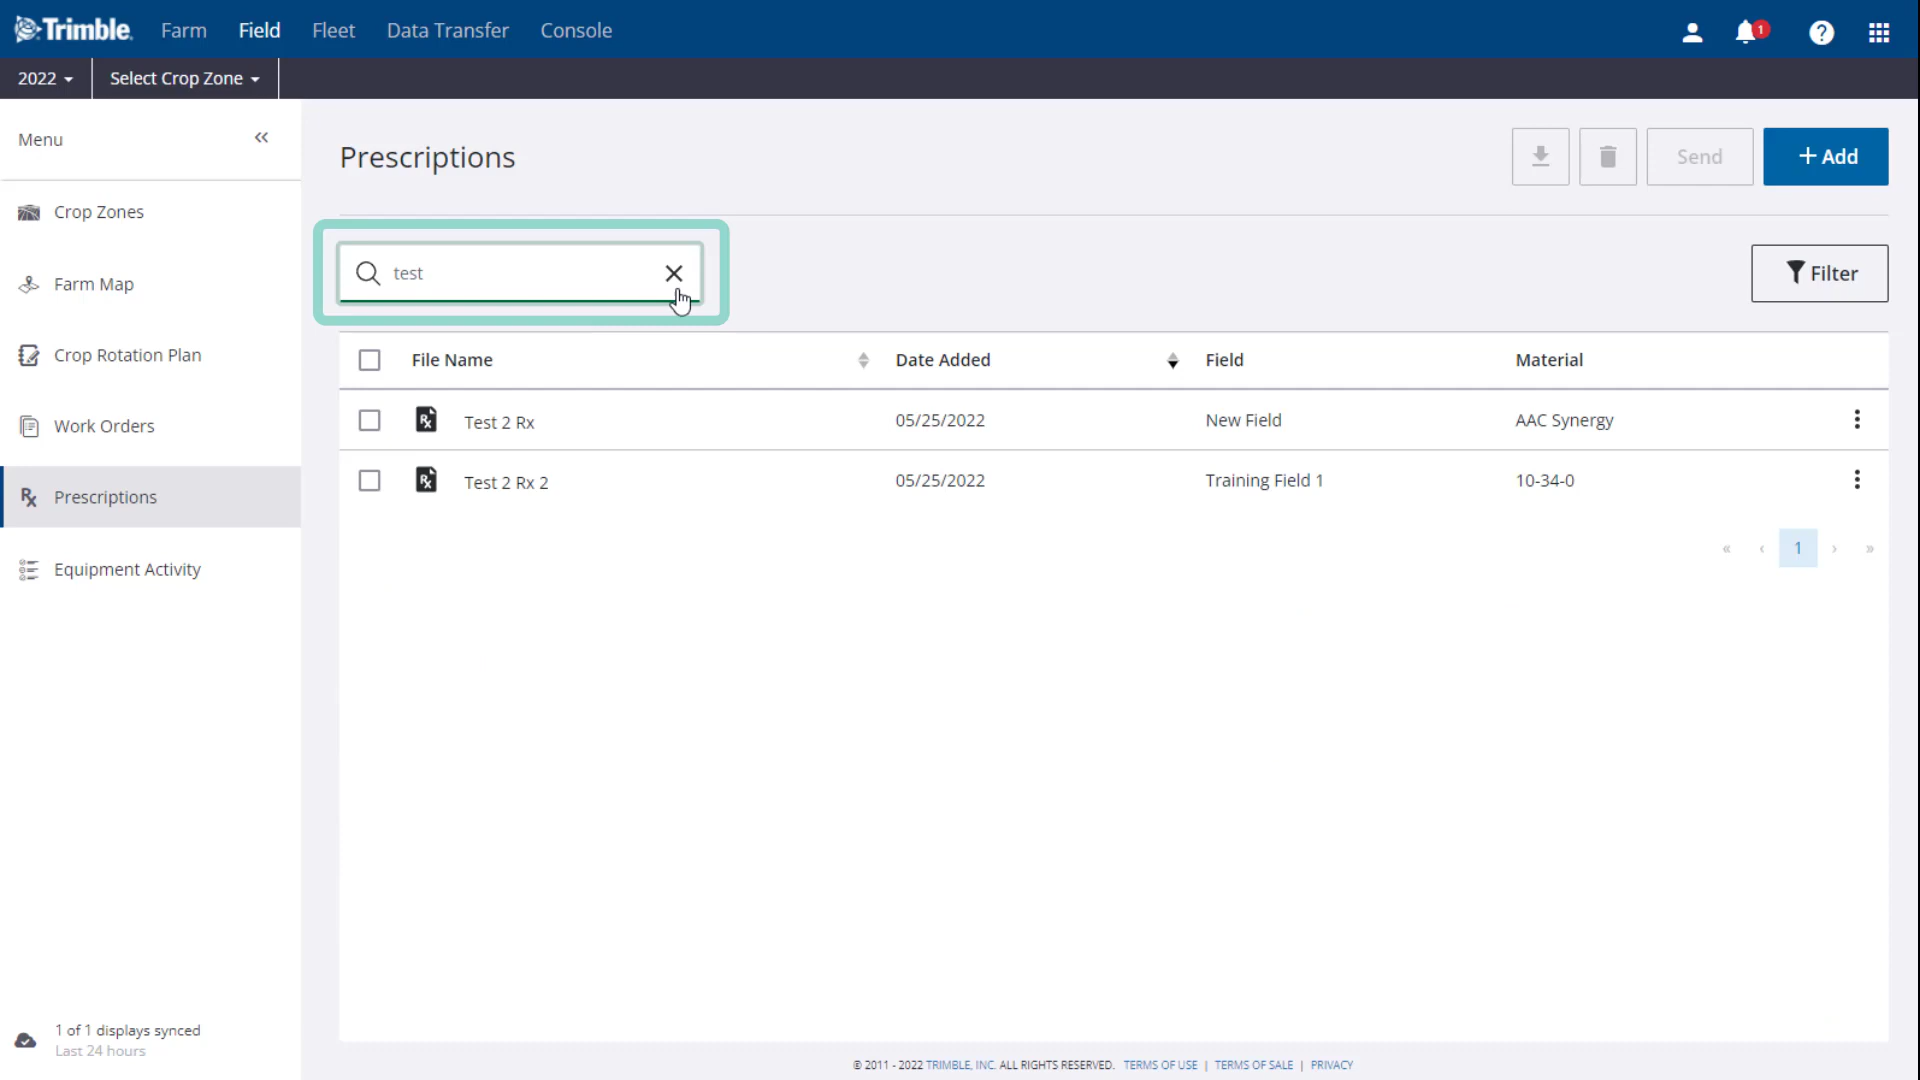 Trimble. Farm Field Fleet Data Transfer Console 1 ?
2022 Select Crop Zone
Menu «
Prescriptions
Send + Add
Crop Zones
Farm Map
Crop Rotation Plan
Work Orders
Rx Prescriptions
Equipment Activity
test
Filter
File Name Date Added Field Material
Rx Test 2 Rx 05/25/2022 New Field AAC Synergy
Rx Test 2 Rx 2 05/25/2022 Training Field 1 10-34-0
« ‹ 1 › »
1 of 1 displays synced
Last 24 hours
© 2011 - 2022 TRIMBLE, INC. ALL RIGHTS RESERVED. TERMS OF USE | TERMS OF SALE | PRIVACY